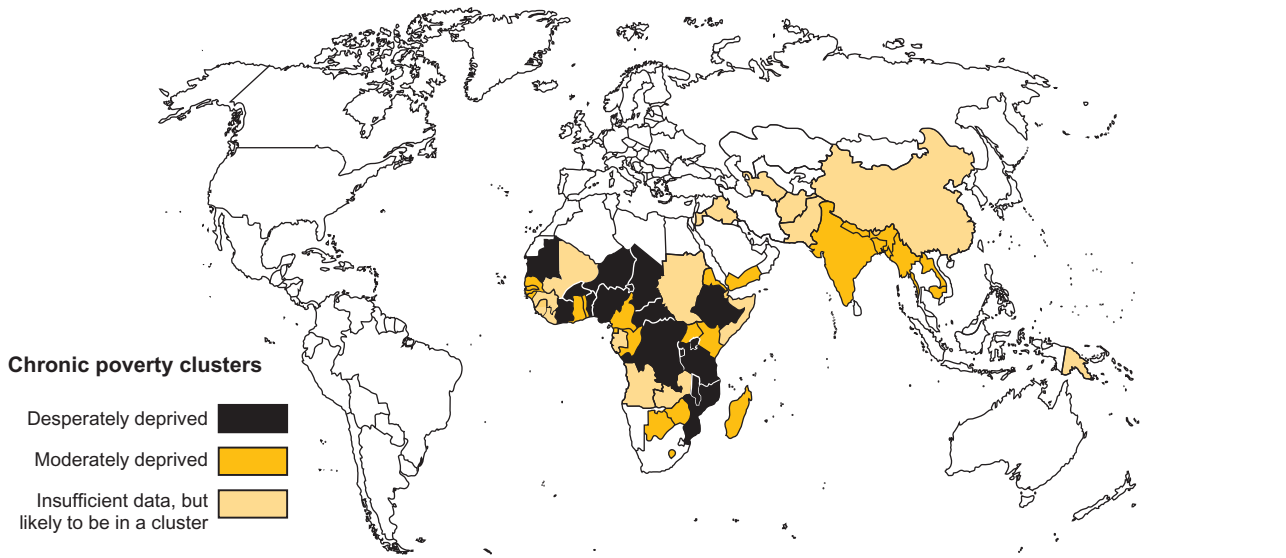 Chronic poverty clusters
Desperately deprived
Moderately deprived
Insufficient data, but
likely to be in a cluster